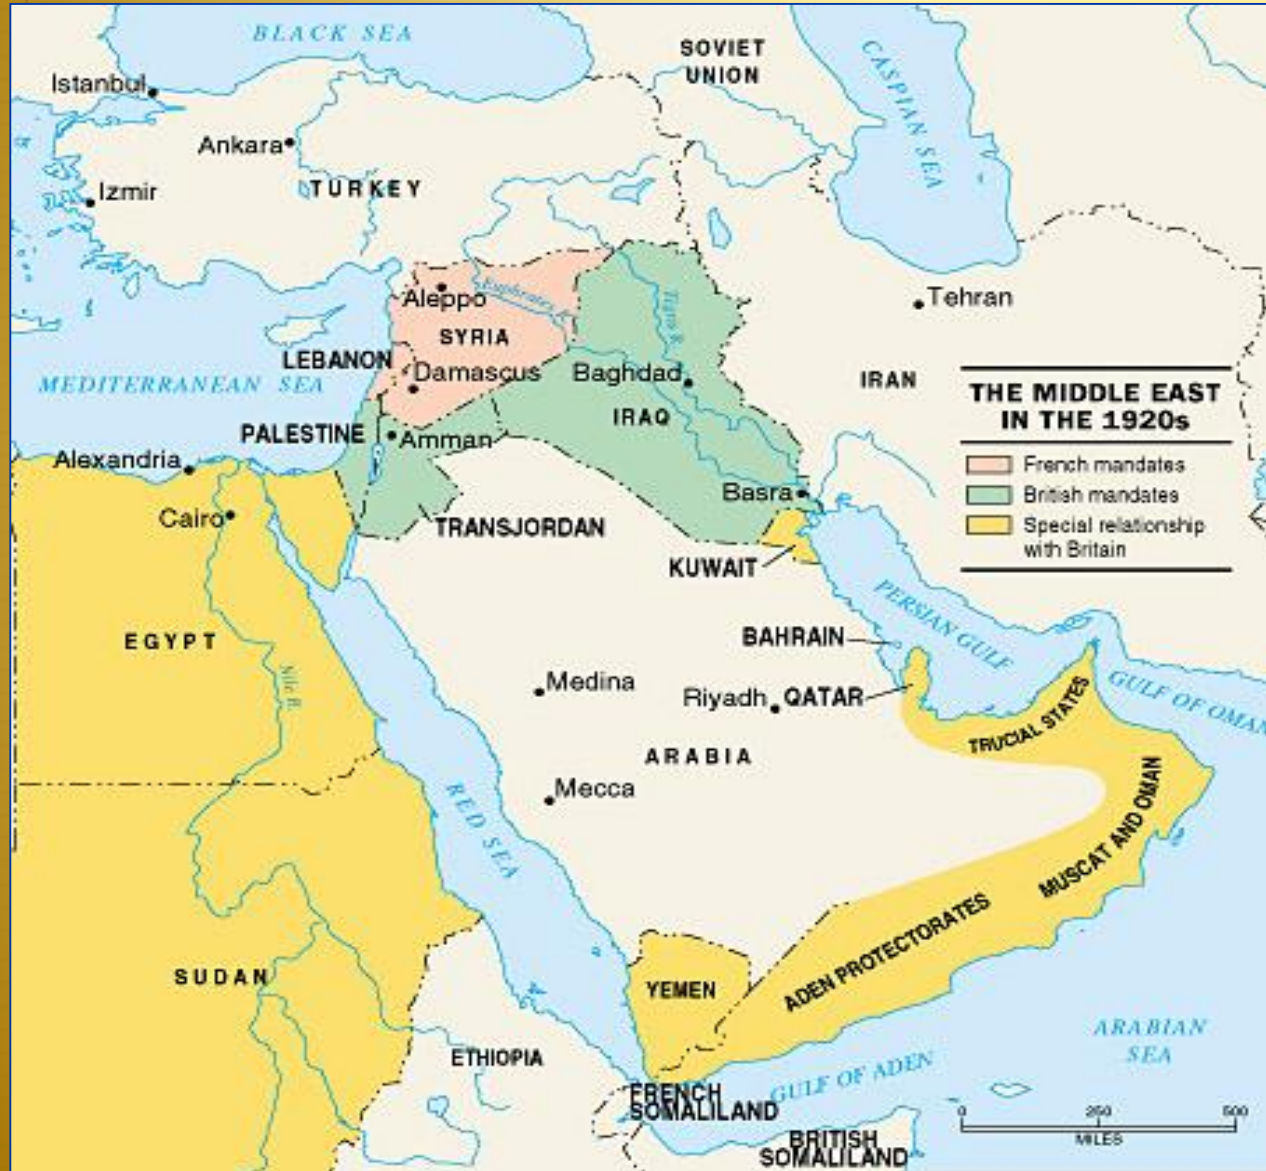 BLACK SEA
SOVIET
UNION
CASPIAN SEA
Istanbul
Ankara
Izmir
TURKEY
Aleppo
Euphrates R.
Tigris R.
Tehran
SYRIA
LEBANON
Damascus
Baghdad
MEDITERRANEAN SEA
IRAN
IRAQ
THE MIDDLE EAST
IN THE 1920s
French mandates
British mandates
Special relationship
with Britain
PALESTINE
Amman
Alexandria
Basra
Cairo
TRANSJORDAN
KUWAIT
PERSIAN GULF
EGYPT
BAHRAIN
Nile R.
Medina
Riyadh
QATAR
GULF OF OMAN
TRUCIAL STATES
ARABIA
Mecca
RED SEA
MUSCAT AND OMAN
ADEN PROTECTORATES
SUDAN
YEMEN
ARABIAN
SEA
ETHIOPIA
GULF OF ADEN
FRENCH
SOMALILAND
BRITISH
SOMALILAND
0 250 500
MILES